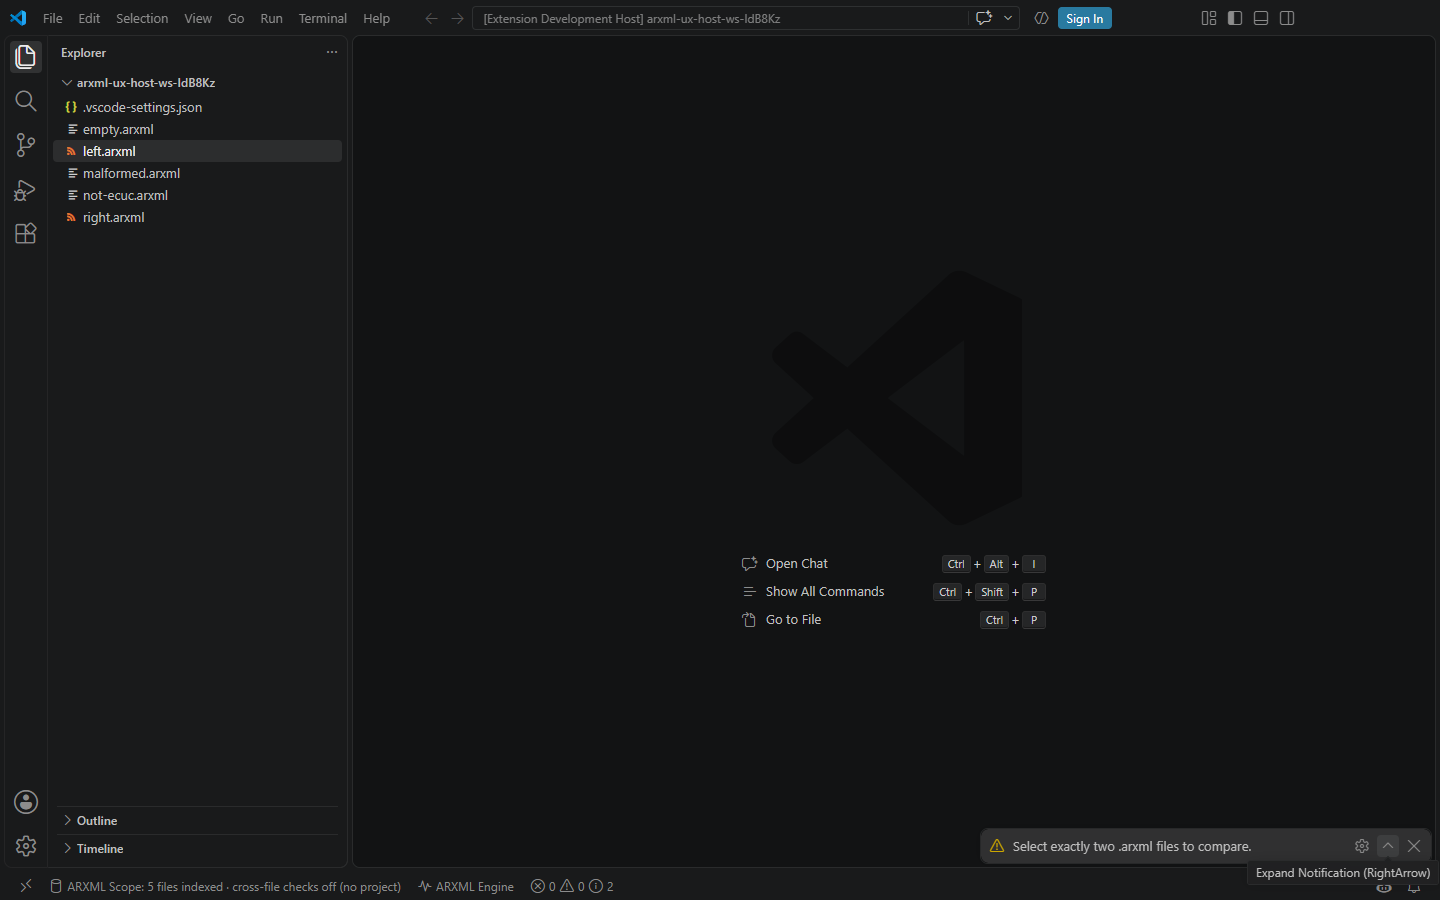 File Edit Selection View Go Run Terminal Help
[Extension Development Host] arxml-ux-host-ws-IdB8Kz
Sign In
Explorer
arxml-ux-host-ws-IdB8Kz
{} .vscode-settings.json
empty.arxml
left.arxml
malformed.arxml
not-ecuc.arxml
right.arxml
Open Chat Ctrl + Alt + I
Show All Commands Ctrl + Shift + P
Go to File Ctrl + P
Outline
Timeline
Select exactly two .arxml files to compare.
Expand Notification (RightArrow)
ARXML Scope: 5 files indexed · cross-file checks off (no project) ARXML Engine 0 0 2